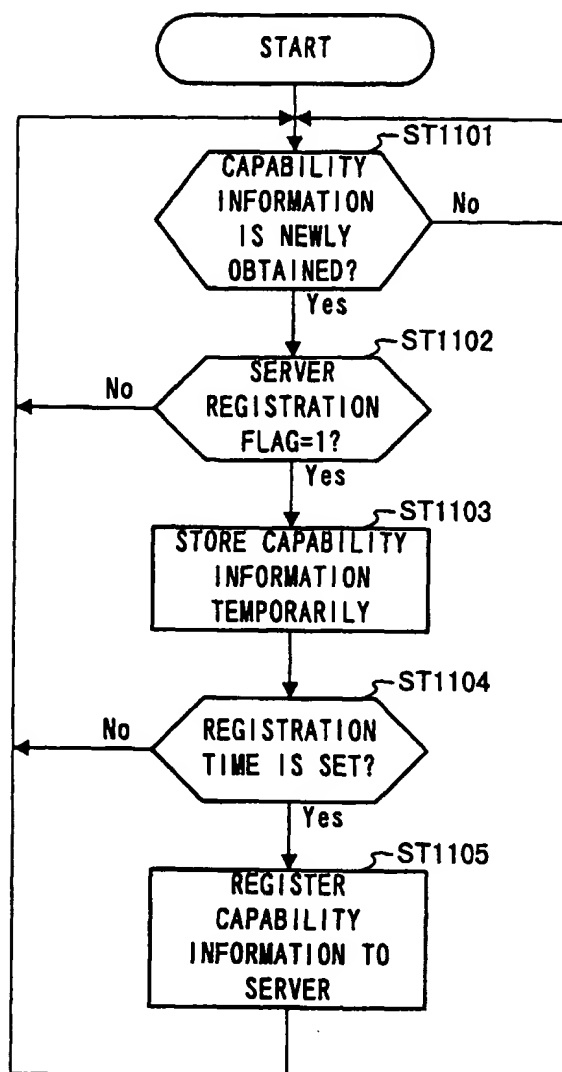 START
ST1101
CAPABILITY
INFORMATION
IS NEWLY
OBTAINED?
No
Yes
ST1102
SERVER
REGISTRATION
FLAG=1?
No
Yes
ST1103
STORE CAPABILITY
INFORMATION
TEMPORARILY
ST1104
REGISTRATION
TIME IS SET?
No
Yes
ST1105
REGISTER
CAPABILITY
INFORMATION TO
SERVER